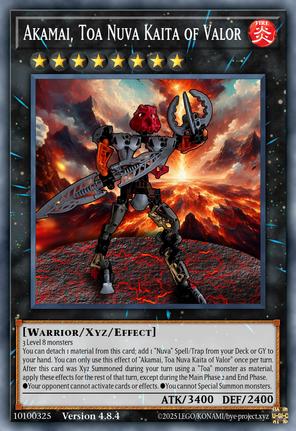 Akamai, Toa Nuva Kaita of Valor
FIRE
炎
[Warrior/Xyz/Effect]
3 Level 8 monsters
You can detach 1 material from this card; add 1 "Nuva" Spell/Trap from your Deck or GY to
your hand. You can only use this effect of "Akamai, Toa Nuva Kaita of Valor" once per turn.
After this card was Xyz Summoned during your turn using a "Toa" monster as material,
apply these effects for the rest of that turn, except during the Main Phase 2 and End Phase.
●Your opponent cannot activate cards or effects. ●You cannot Special Summon monsters.
ATK/3400 DEF/2400
10100325 Version 4.8.4 ©2025 LEGO/KONAMI/bye-project.xyz